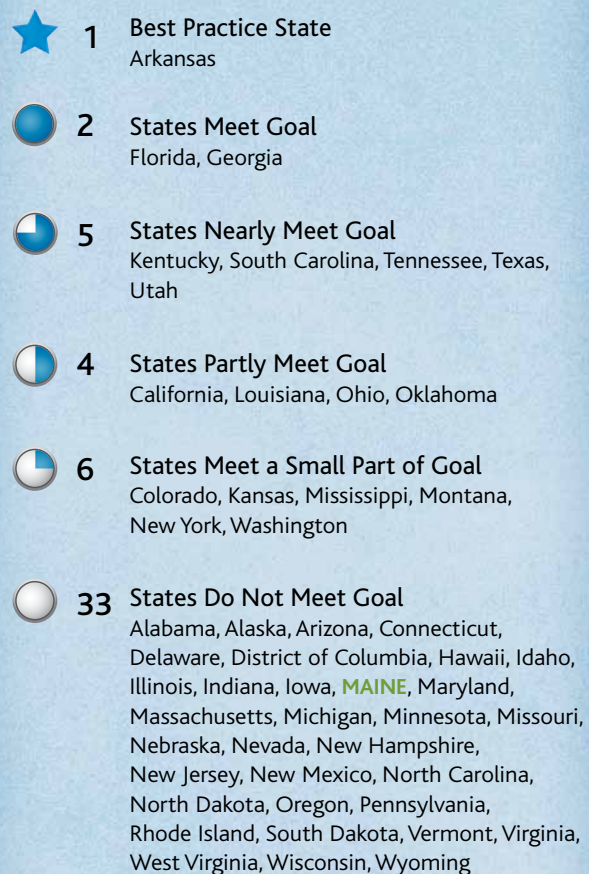 1 Best Practice State
Arkansas
2 States Meet Goal
Florida, Georgia
5 States Nearly Meet Goal
Kentucky, South Carolina, Tennessee, Texas,
Utah
4 States Partly Meet Goal
California, Louisiana, Ohio, Oklahoma
6 States Meet a Small Part of Goal
Colorado, Kansas, Mississippi, Montana,
New York, Washington
33 States Do Not Meet Goal
Alabama, Alaska, Arizona, Connecticut,
Delaware, District of Columbia, Hawaii, Idaho,
Illinois, Indiana, Iowa, MAINE, Maryland,
Massachusetts, Michigan, Minnesota, Missouri,
Nebraska, Nevada, New Hampshire,
New Jersey, New Mexico, North Carolina,
North Dakota, Oregon, Pennsylvania,
Rhode Island, South Dakota, Vermont, Virginia,
West Virginia, Wisconsin, Wyoming